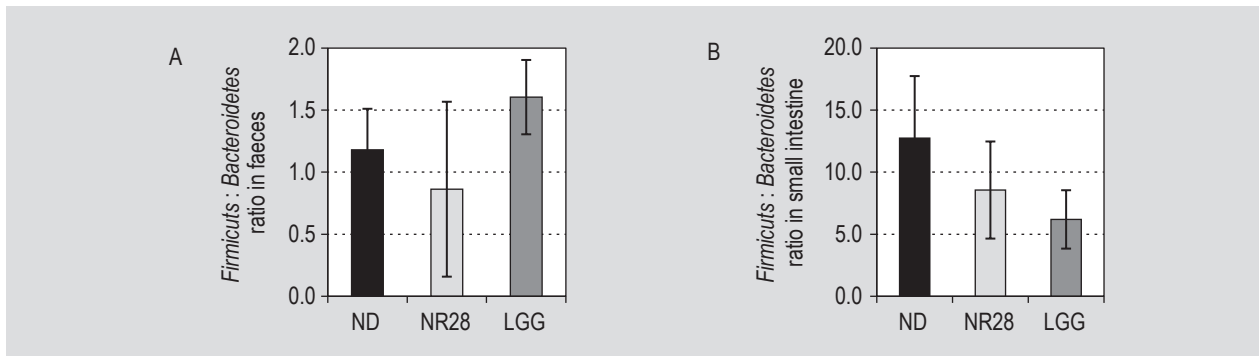 A
Firmicuts : Bacteroidetes
ratio in faeces
2.0
1.5
1.0
0.5
0.0
ND NR28 LGG
B
Firmicuts : Bacteroidetes
ratio in small intestine
20.0
15.0
10.0
5.0
0.0
ND NR28 LGG